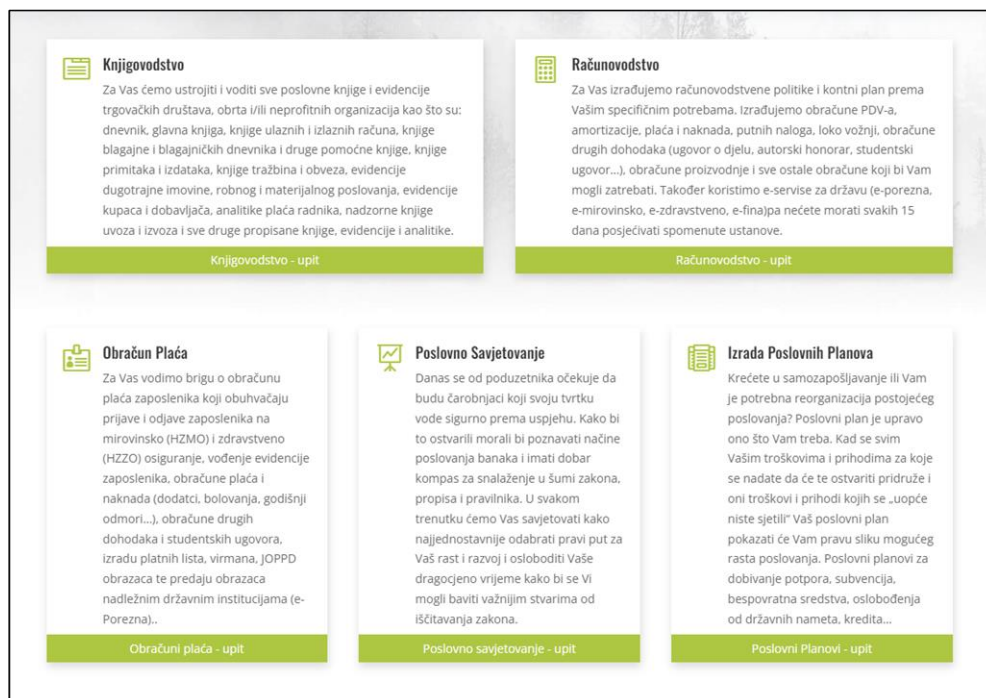 Knjigovodstvo
Za Vas ćemo ustrojiti i voditi sve poslovne knjige i evidencije
trgovačkih društava, obrta i/ili neprofitnih organizacija kao što su:
dnevnik, glavna knjiga, knjige ulaznih i izlaznih računa, knjige
blagajne i blagajničkih dnevnika i druge pomoćne knjige, knjige
primitaka i izdataka, knjige tražbina i obveza, evidencije
dugotrajne imovine, robnog i materijalnog poslovanja, evidencije
kupaca i dobavljača, analitike plaća radnika, nadzorne knjige
uvoza i izvoza i sve druge propisane knjige, evidencije i analitike.
Knjigovodstvo - upit
Računovodstvo
Za Vas izrađujemo računovodstvene politike i kontni plan prema
Vašim specifičnim potrebama. Izrađujemo obračune PDV-a,
amortizacije, plaća i naknada, putnih naloga, loko vožnji, obračune
drugih dohodaka (ugovor o djelu, autorski honorar, studentski
ugovor...), obračune proizvodnje i sve ostale obračune koji bi Vam
mogli zatrebati. Također koristimo e-servise za državu (e-porezna,
e-mirovinsko, e-zdravstveno, e-fina)pa nećete morati svakih 15
dana posjećivati spomenute ustanove.
Računovodstvo - upit
Obračun Plaća
Za Vas vodimo brigu o obračunu
plaća zaposlenika koji obuhvačaju
prijave i odjave zaposlenika na
mirovinsko (HZMO) i zdravstveno
(HZZO) osiguranje, vođenje evidencije
zaposlenika, obračune plaća i
naknada (dodatci, bolovanja, godišnji
odmori...), obračune drugih
dohodaka i studentskih ugovora,
izradu platnih lista, virmana, JOPPD
obrazaca te predaju obrazaca
nadležnim državnim institucijama (e-
Porezna)..
Obračuni plaća - upit
Poslovno Savjetovanje
Danas se od poduzetnika očekuje da
budu čarobnjaci koji svoju tvrtku
vode sigurno prema uspjehu. Kako bi
to ostvarili morali bi poznavati načine
poslovanja banaka i imati dobar
kompas za snalaženje u šumi zakona,
propisa i pravilnika. U svakom
trenutku ćemo Vas savjetovati kako
najjednostavnije odabrati pravi put za
Vaš rast i razvoj i osloboditi Vaše
dragocjeno vrijeme kako bi se Vi
mogli baviti važnijim stvarima od
iščitavanja zakona.
Poslovno savjetovanje - upit
Izrada Poslovnih Planova
Krećete u samozapošljavanje ili Vam
je potrebna reorganizacija postojećeg
poslovanja? Poslovni plan je upravo
ono što Vam treba. Kad se svim
Vašim troškovima i prihodima za koje
se nadate da će te ostvariti pridruže i
oni troškovi i prihodi kojih se „uopće
niste sjetili“ Vaš poslovni plan
pokazati će Vam pravu sliku mogućeg
rasta poslovanja. Poslovni planovi za
dobivanje potpora, subvencija,
bespovratna sredstva, oslobođenja
od državnih nameta, kredita...
Poslovni Planovi - upit